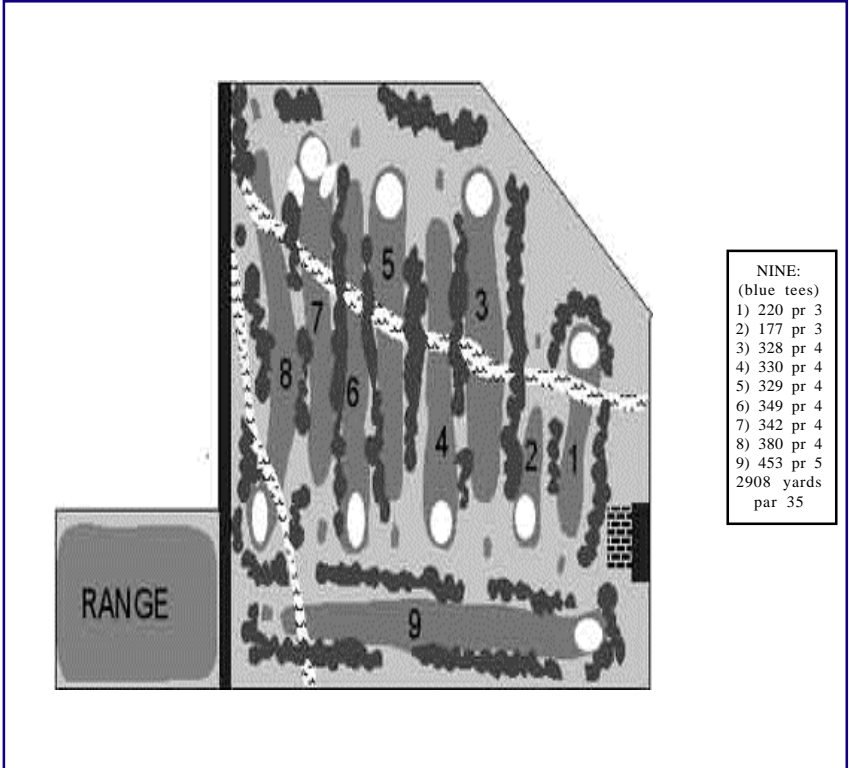 5
3
7
8
6
4
2
1
RANGE
9
NINE:
(blue tees)
1) 220 pr 3
2) 177 pr 3
3) 328 pr 4
4) 330 pr 4
5) 329 pr 4
6) 349 pr 4
7) 342 pr 4
8) 380 pr 4
9) 453 pr 5
2908 yards
par 35